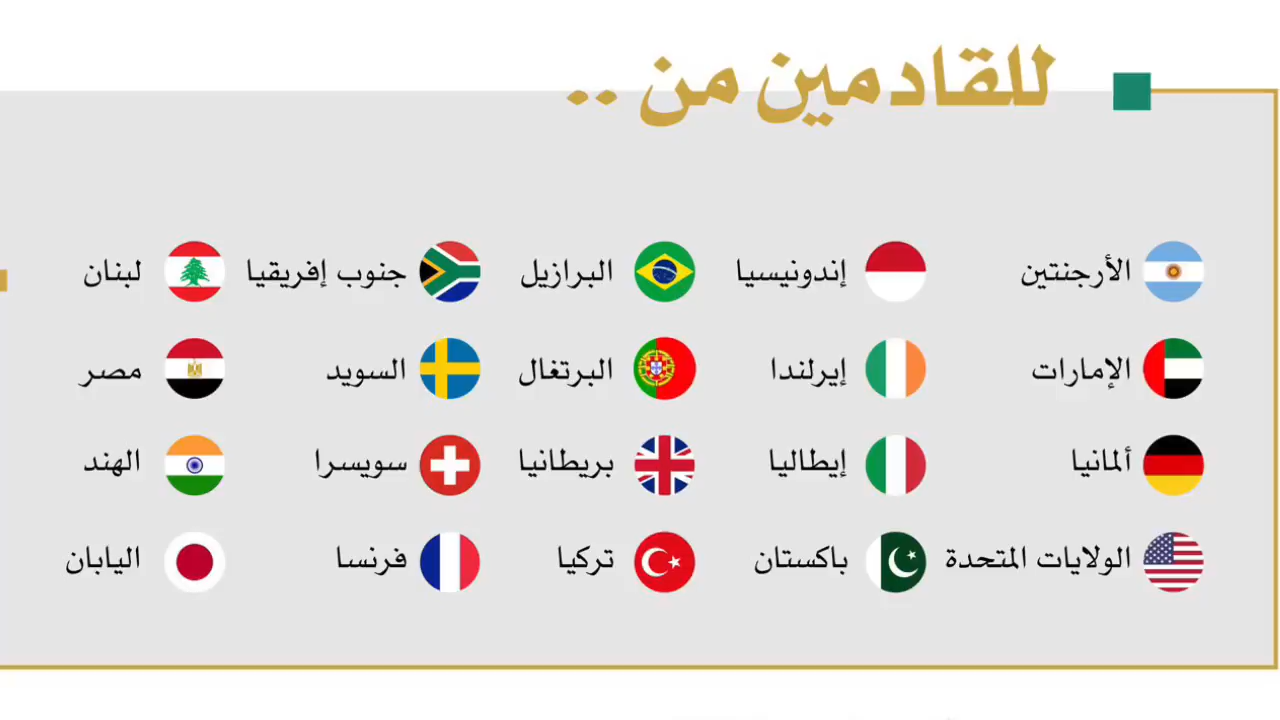 للقادمين من ..
الأرجنتين إندونيسيا البرازيل جنوب إفريقيا لبنان
الإمارات إيرلندا البرتغال السويد مصر
ألمانيا إيطاليا بريطانيا سويسرا الهند
الولايات المتحدة باكستان تركيا فرنسا اليابان